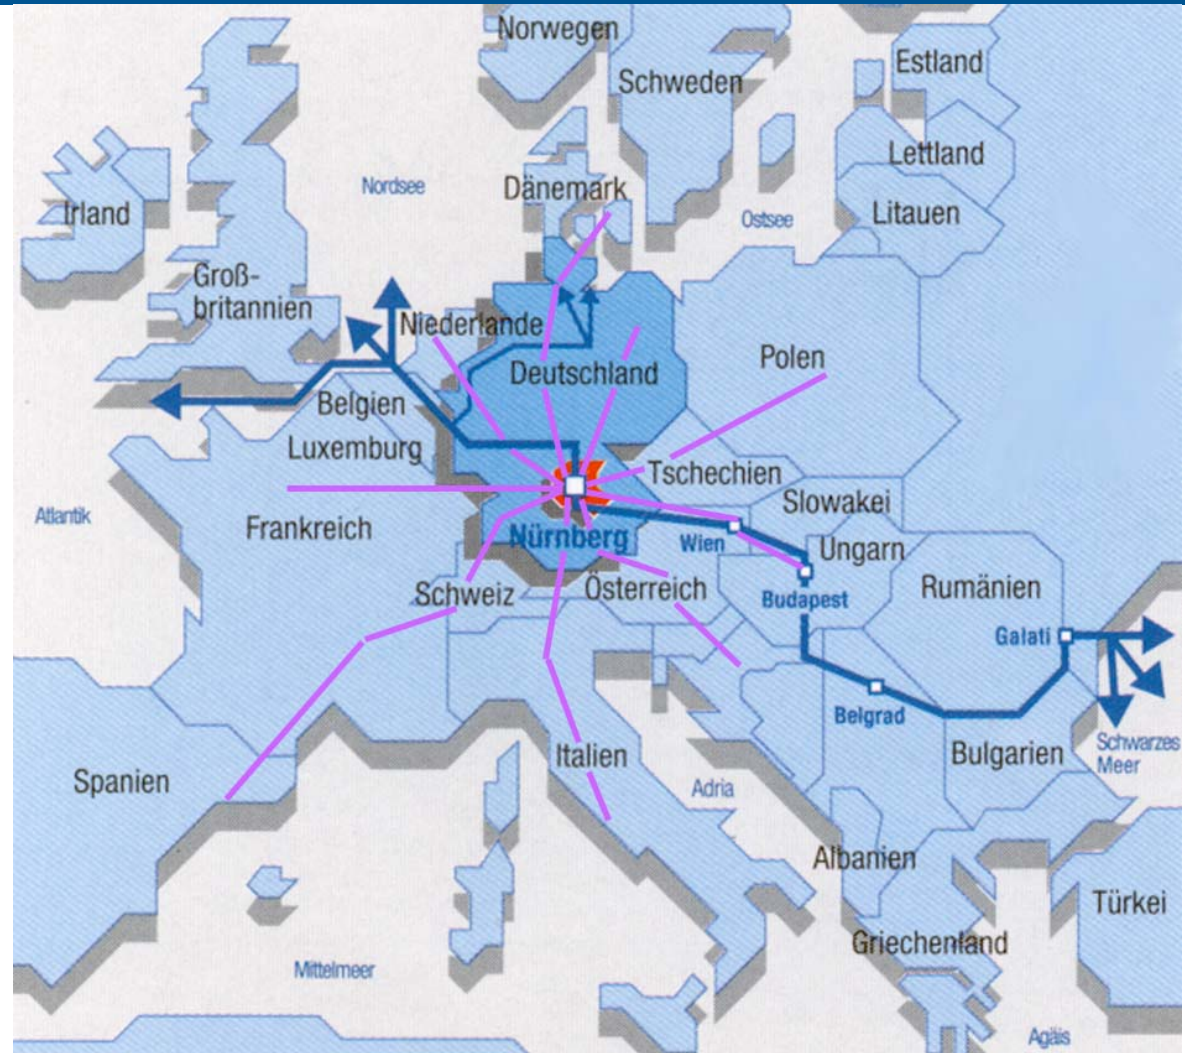 Norwegen
Estland
Schweden
Lettland
Nordsee
Dänemark
Irland
Ostsee
Litauen
Groß-
britannien
Niederlande
Polen
Deutschland
Belgien
Luxemburg
Tschechien
Slowakei
Atlantik
Frankreich
Nürnberg
Wien
Ungarn
Schweiz
Österreich
Budapest
Rumänien
Galati
Belgrad
Schwarzes
Meer
Italien
Bulgarien
Spanien
Adria
Albanien
Türkei
Griechenland
Mittelmeer
Agäis